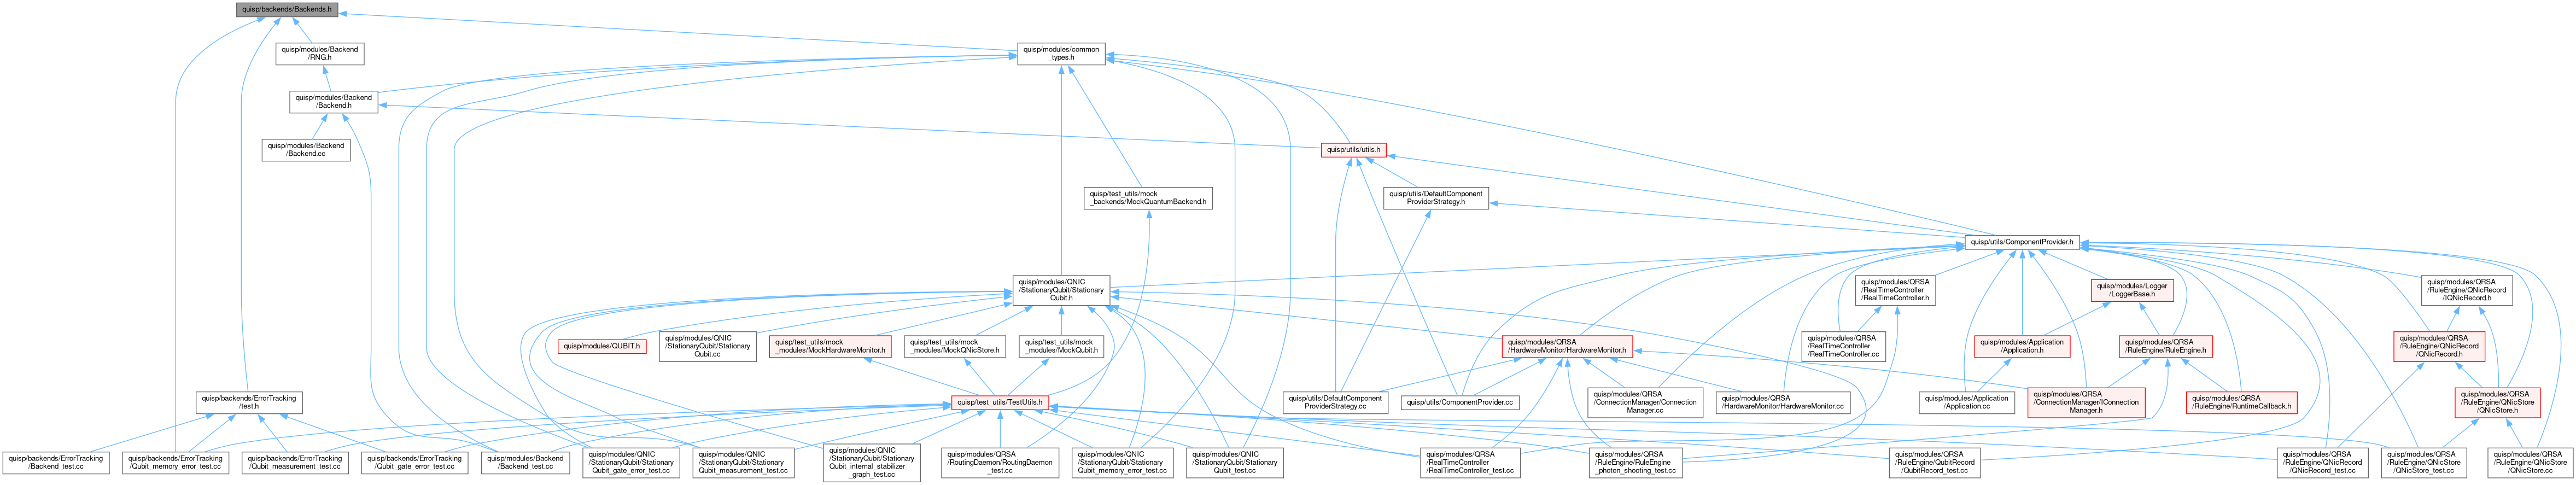 quisp/backends/Backends.h
quisp/modules/Backend
/RNG.h
quisp/modules/common
_types.h
quisp/modules/Backend
/Backend.h
quisp/modules/Backend
/Backend.cc
quisp/utils/utils.h
quisp/test_utils/mock
_backends/MockQuantumBackend.h
quisp/utils/DefaultComponent
ProviderStrategy.h
quisp/utils/ComponentProvider.h
quisp/modules/QNIC
/StationaryQubit/Stationary
Qubit.h
quisp/modules/QRSA
/RealTimeController
/RealTimeController.h
quisp/modules/Logger
/LoggerBase.h
quisp/modules/QRSA
/RuleEngine/QNicRecord
/IQNicRecord.h
quisp/modules/QUBIT.h
quisp/modules/QNIC
/StationaryQubit/Stationary
Qubit.cc
quisp/test_utils/mock
_modules/MockHardwareMonitor.h
quisp/test_utils/mock
_modules/MockQNicStore.h
quisp/test_utils/mock
_modules/MockQubit.h
quisp/modules/QRSA
/HardwareMonitor/HardwareMonitor.h
quisp/modules/QRSA
/RealTimeController
/RealTimeController.cc
quisp/modules/Application
/Application.h
quisp/modules/QRSA
/RuleEngine/RuleEngine.h
quisp/modules/QRSA
/RuleEngine/QNicRecord
/QNicRecord.h
quisp/backends/ErrorTracking
/test.h
quisp/test_utils/TestUtils.h
quisp/utils/DefaultComponent
ProviderStrategy.cc
quisp/utils/ComponentProvider.cc
quisp/modules/QRSA
/ConnectionManager/Connection
Manager.cc
quisp/modules/QRSA
/HardwareMonitor/HardwareMonitor.cc
quisp/modules/Application
/Application.cc
quisp/modules/QRSA
/ConnectionManager/IConnection
Manager.h
quisp/modules/QRSA
/RuleEngine/RuntimeCallback.h
quisp/modules/QRSA
/RuleEngine/QNicStore
/QNicStore.h
quisp/backends/ErrorTracking
/Backend_test.cc
quisp/backends/ErrorTracking
/Qubit_memory_error_test.cc
quisp/backends/ErrorTracking
/Qubit_measurement_test.cc
quisp/backends/ErrorTracking
/Qubit_gate_error_test.cc
quisp/modules/Backend
/Backend_test.cc
quisp/modules/QNIC
/StationaryQubit/Stationary
Qubit_gate_error_test.cc
quisp/modules/QNIC
/StationaryQubit/Stationary
Qubit_measurement_test.cc
quisp/modules/QNIC
/StationaryQubit/Stationary
Qubit_internal_stabilizer
_graph_test.cc
quisp/modules/QRSA
/RoutingDaemon/RoutingDaemon
_test.cc
quisp/modules/QNIC
/StationaryQubit/Stationary
Qubit_memory_error_test.cc
quisp/modules/QNIC
/StationaryQubit/Stationary
Qubit_test.cc
quisp/modules/QRSA
/RealTimeController
/RealTimeController_test.cc
quisp/modules/QRSA
/RuleEngine/RuleEngine
_photon_shooting_test.cc
quisp/modules/QRSA
/RuleEngine/QubitRecord
/QubitRecord_test.cc
quisp/modules/QRSA
/RuleEngine/QNicRecord
/QNicRecord_test.cc
quisp/modules/QRSA
/RuleEngine/QNicStore
/QNicStore_test.cc
quisp/modules/QRSA
/RuleEngine/QNicStore
/QNicStore.cc